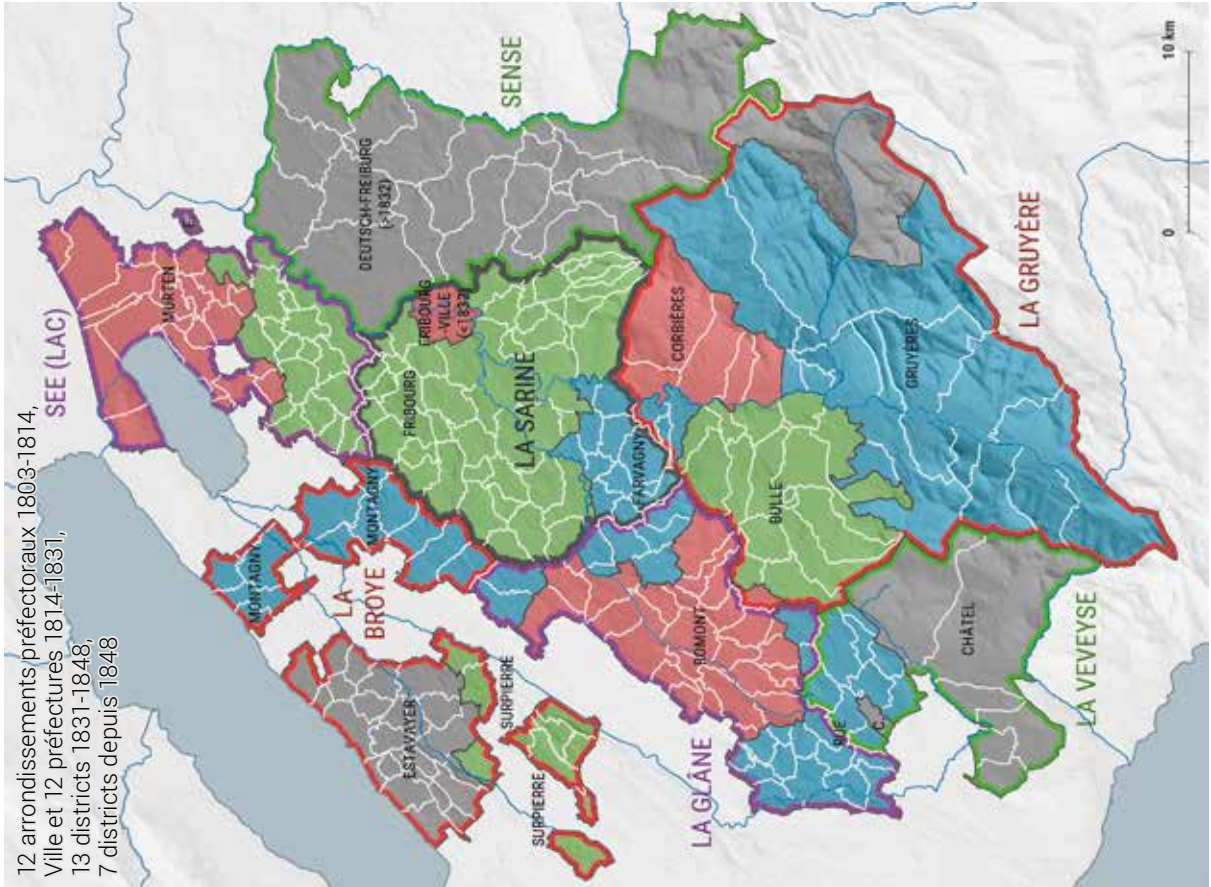 12 arrondissements préfectoraux 1803-1814,
Ville et 12 préfectures 1814-1831,
13 districts 1831-1848,
7 districts depuis 1848
SEE (LAC)
MURTEN
F.
SENSE
DEUTSCH-FREIBURG
(>1832)
FRIBOURG
-VILLE
(<1832
FRIBOURG
LA SARINE
FARVAGNY
MONTAGNY
MONTAGNY
LA
BROYE
ESTAVAYER
SURPIERRE
SURPIERRE
LA GLÂNE
ROMONT
RUE
C.
CORBIÈRES
BULLE
GRUYÈRES
LA GRUYÈRE
CHÂTEL
LA VEVEYSE
0
10 km